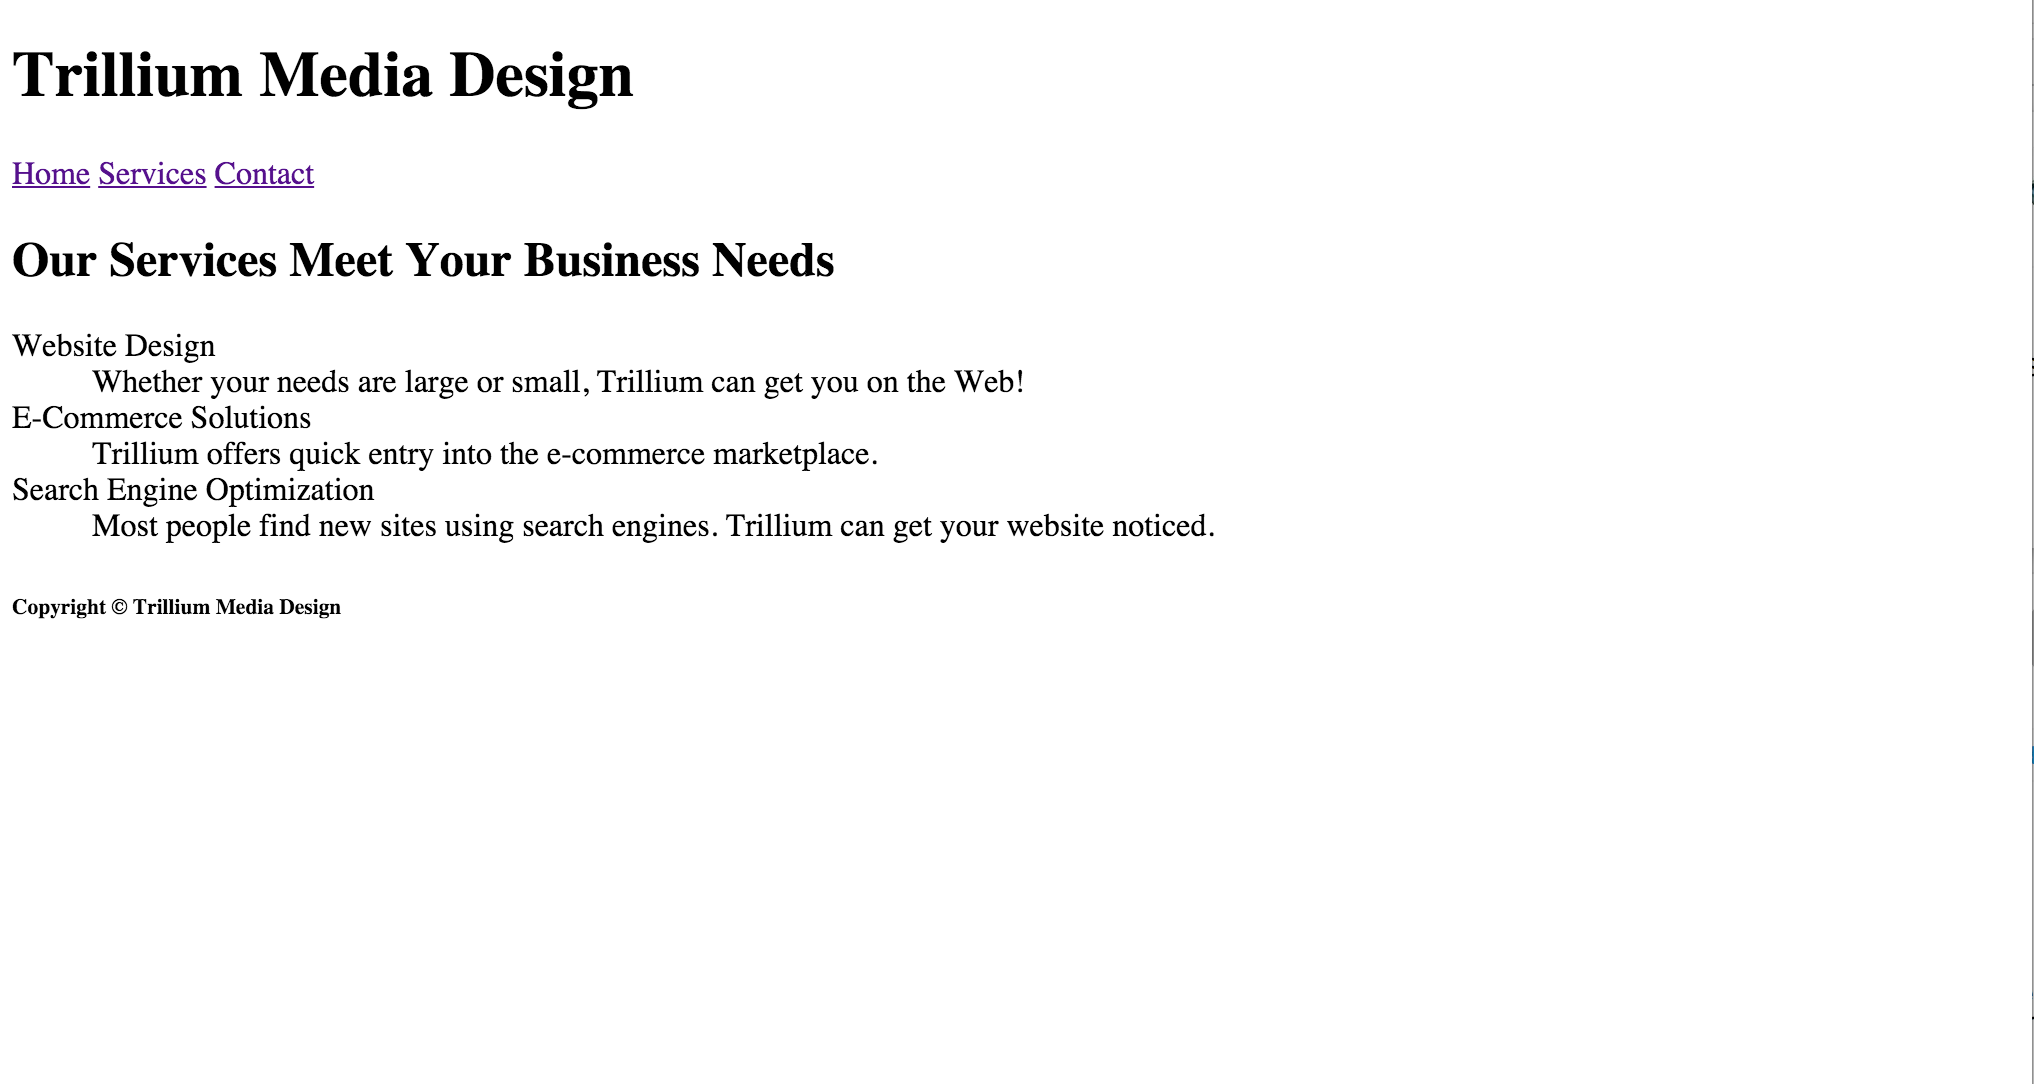 Trillium Media Design
Home Services Contact
Our Services Meet Your Business Needs
Website Design
Whether your needs are large or small, Trillium can get you on the Web!
E-Commerce Solutions
Trillium offers quick entry into the e-commerce marketplace.
Search Engine Optimization
Most people find new sites using search engines. Trillium can get your website noticed.
Copyright © Trillium Media Design